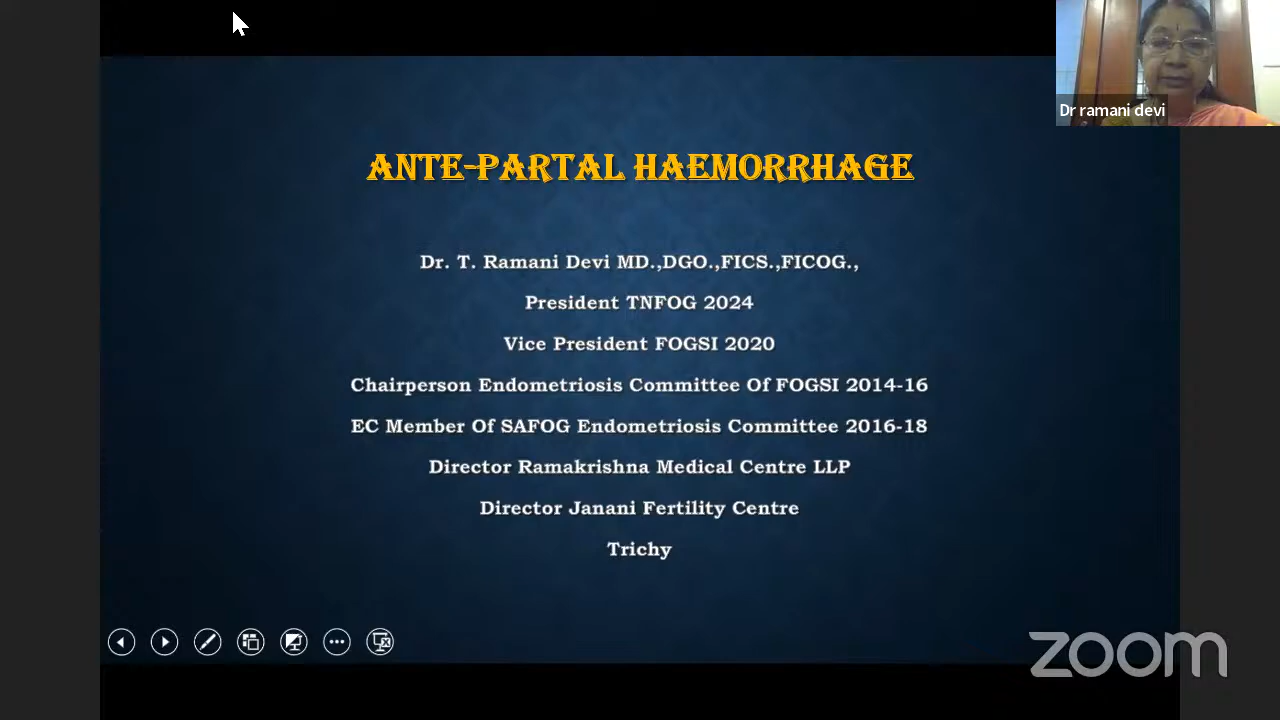 Dr ramani devi
ANTE-PARTAL HAEMORRHAGE
Dr. T. Ramani Devi MD.,DGO.,FICS.,FICOG.,
President TNFOG 2024
Vice President FOGSI 2020
Chairperson Endometriosis Committee Of FOGSI 2014-16
EC Member Of SAFOG Endometriosis Committee 2016-18
Director Ramakrishna Medical Centre LLP
Director Janani Fertility Centre
Trichy
zoom